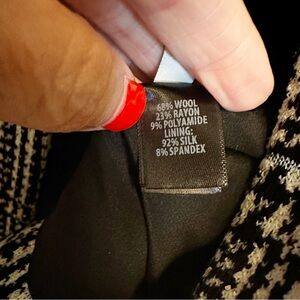 68% WOOL
23% RAYON
9% POLYAMIDE
LINING:
92% SILK
8% SPANDEX